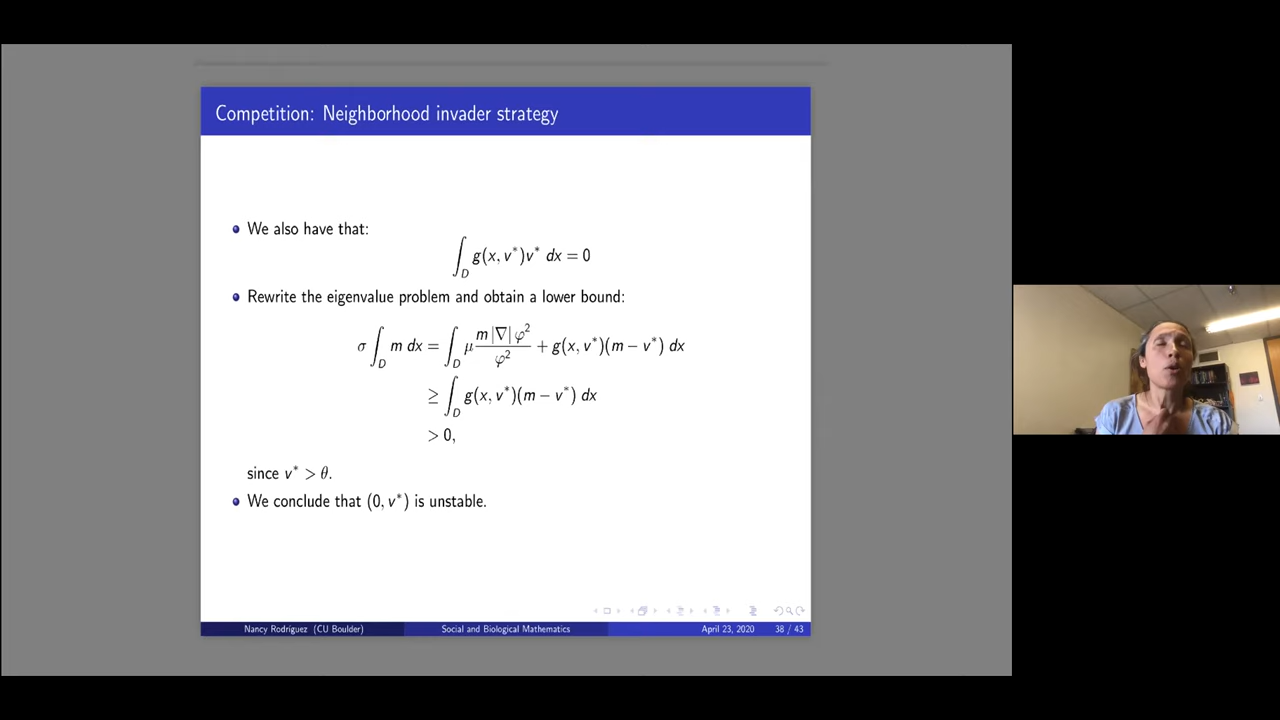 Competition: Neighborhood invader strategy
We also have that:
∫_D g(x, v*)v* dx = 0
Rewrite the eigenvalue problem and obtain a lower bound:
σ ∫_D m dx = ∫_D μ (m |∇| φ²)/φ² + g(x, v*)(m − v*) dx
≥ ∫_D g(x, v*)(m − v*) dx
> 0,
since v* > θ.
We conclude that (0, v*) is unstable.
Nancy Rodriguez (CU Boulder) Social and Biological Mathematics April 23, 2020 38 / 43